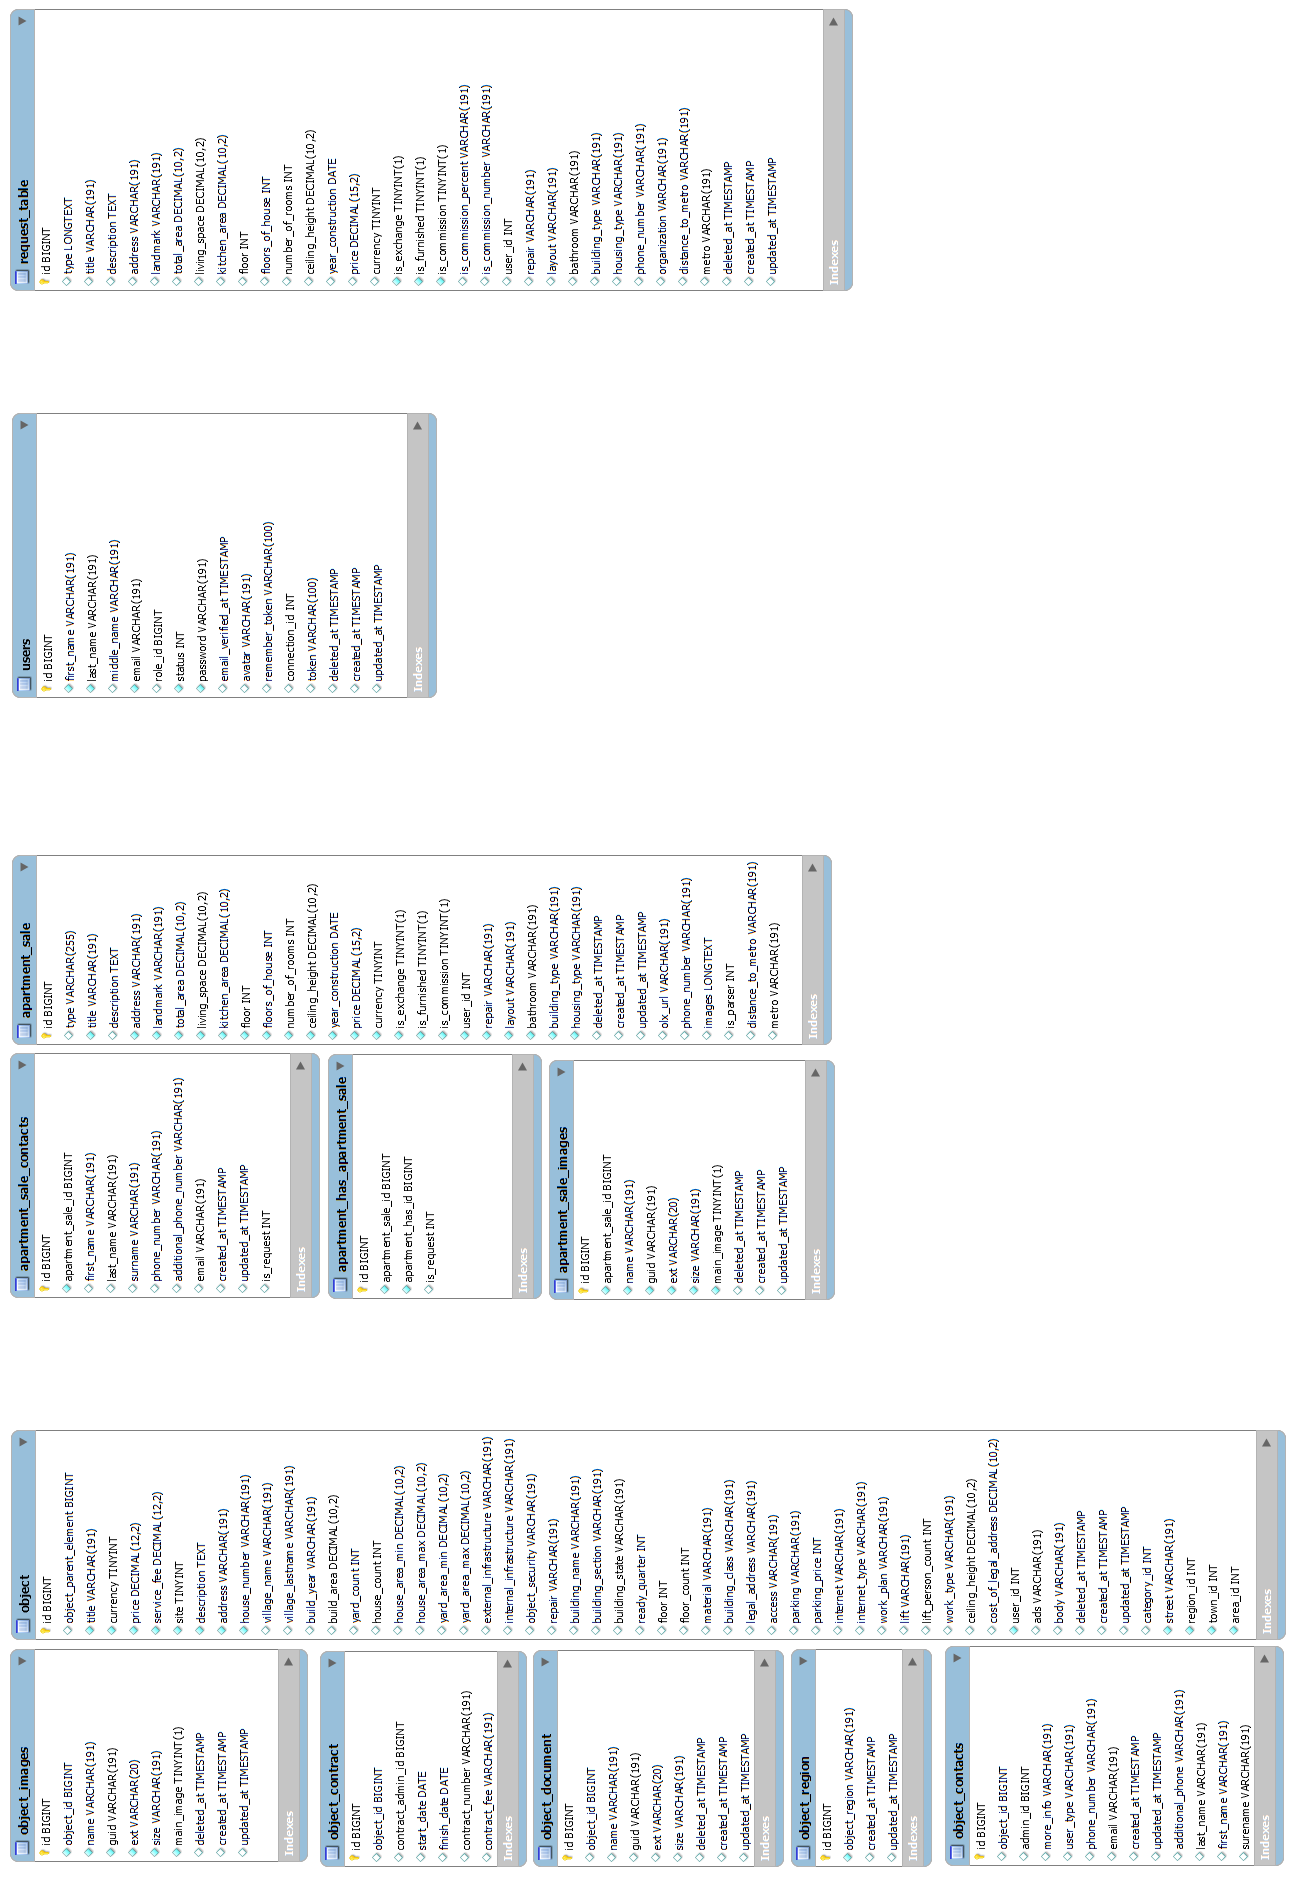 object_images
id BIGINT
object_id BIGINT
name VARCHAR(191)
guid VARCHAR(191)
ext VARCHAR(20)
size VARCHAR(191)
main_image TINYINT(1)
deleted_at TIMESTAMP
created_at TIMESTAMP
updated_at TIMESTAMP
Indexes
object_contract
id BIGINT
object_id BIGINT
contract_admin_id BIGINT
start_date DATE
finish_date DATE
contract_number VARCHAR(191)
contract_fee VARCHAR(191)
Indexes
object_document
id BIGINT
object_id BIGINT
name VARCHAR(191)
guid VARCHAR(191)
ext VARCHAR(20)
size VARCHAR(191)
deleted_at TIMESTAMP
created_at TIMESTAMP
updated_at TIMESTAMP
Indexes
object_region
id BIGINT
object_region VARCHAR(191)
created_at TIMESTAMP
updated_at TIMESTAMP
Indexes
object_contacts
id BIGINT
object_id BIGINT
admin_id BIGINT
more_info VARCHAR(191)
user_type VARCHAR(191)
phone_number VARCHAR(191)
email VARCHAR(191)
created_at TIMESTAMP
updated_at TIMESTAMP
additional_phone VARCHAR(191)
last_name VARCHAR(191)
first_name VARCHAR(191)
surename VARCHAR(191)
Indexes
object
id BIGINT
object_parent_element BIGINT
title VARCHAR(191)
currency TINYINT
price DECIMAL(12,2)
service_fee DECIMAL(12,2)
site TINYINT
description TEXT
address VARCHAR(191)
house_number VARCHAR(191)
village_name VARCHAR(191)
village_lastname VARCHAR(191)
build_year VARCHAR(191)
build_area DECIMAL(10,2)
yard_count INT
house_count INT
house_area_min DECIMAL(10,2)
house_area_max DECIMAL(10,2)
yard_area_min DECIMAL(10,2)
yard_area_max DECIMAL(10,2)
external_infrastructure VARCHAR(191)
internal_infrastructure VARCHAR(191)
object_security VARCHAR(191)
repair VARCHAR(191)
building_name VARCHAR(191)
building_section VARCHAR(191)
building_state VARCHAR(191)
ready_quarter INT
floor INT
floor_count INT
material VARCHAR(191)
building_class VARCHAR(191)
legal_address VARCHAR(191)
access VARCHAR(191)
parking VARCHAR(191)
parking_price INT
internet VARCHAR(191)
internet_type VARCHAR(191)
work_plan VARCHAR(191)
lift VARCHAR(191)
lift_person_count INT
work_type VARCHAR(191)
ceiling_height DECIMAL(10,2)
cost_of_legal_address DECIMAL(10,2)
user_id INT
ads VARCHAR(191)
body VARCHAR(191)
deleted_at TIMESTAMP
created_at TIMESTAMP
updated_at TIMESTAMP
category_id INT
street VARCHAR(191)
region_id INT
town_id INT
area_id INT
Indexes
apartment_sale_contacts
id BIGINT
apartment_sale_id BIGINT
first_name VARCHAR(191)
last_name VARCHAR(191)
surname VARCHAR(191)
phone_number VARCHAR(191)
additional_phone_number VARCHAR(191)
email VARCHAR(191)
created_at TIMESTAMP
updated_at TIMESTAMP
is_request INT
Indexes
apartment_has_apartment_sale
id BIGINT
apartment_sale_id BIGINT
apartment_has_id BIGINT
is_request INT
Indexes
apartment_sale_images
id BIGINT
apartment_sale_id BIGINT
name VARCHAR(191)
guid VARCHAR(191)
ext VARCHAR(20)
size VARCHAR(191)
main_image TINYINT(1)
deleted_at TIMESTAMP
created_at TIMESTAMP
updated_at TIMESTAMP
Indexes
apartment_sale
id BIGINT
type VARCHAR(255)
title VARCHAR(191)
description TEXT
address VARCHAR(191)
landmark VARCHAR(191)
total_area DECIMAL(10,2)
living_space DECIMAL(10,2)
kitchen_area DECIMAL(10,2)
floor INT
floors_of_house INT
number_of_rooms INT
ceiling_height DECIMAL(10,2)
year_construction DATE
price DECIMAL(15,2)
currency TINYINT
is_exchange TINYINT(1)
is_furnished TINYINT(1)
is_commission TINYINT(1)
user_id INT
repair VARCHAR(191)
layout VARCHAR(191)
bathroom VARCHAR(191)
building_type VARCHAR(191)
housing_type VARCHAR(191)
deleted_at TIMESTAMP
created_at TIMESTAMP
updated_at TIMESTAMP
olx_url VARCHAR(191)
phone_number VARCHAR(191)
images LONGTEXT
is_parser INT
distance_to_metro VARCHAR(191)
metro VARCHAR(191)
Indexes
users
id BIGINT
first_name VARCHAR(191)
last_name VARCHAR(191)
middle_name VARCHAR(191)
email VARCHAR(191)
role_id BIGINT
status INT
password VARCHAR(191)
email_verified_at TIMESTAMP
avatar VARCHAR(191)
remember_token VARCHAR(100)
connection_id INT
token VARCHAR(100)
deleted_at TIMESTAMP
created_at TIMESTAMP
updated_at TIMESTAMP
Indexes
request_table
id BIGINT
type LONGTEXT
title VARCHAR(191)
description TEXT
address VARCHAR(191)
landmark VARCHAR(191)
total_area DECIMAL(10,2)
living_space DECIMAL(10,2)
kitchen_area DECIMAL(10,2)
floor INT
floors_of_house INT
number_of_rooms INT
ceiling_height DECIMAL(10,2)
year_construction DATE
price DECIMAL(15,2)
currency TINYINT
is_exchange TINYINT(1)
is_furnished TINYINT(1)
is_commission TINYINT(1)
is_commission_percent VARCHAR(191)
is_commission_number VARCHAR(191)
user_id INT
repair VARCHAR(191)
layout VARCHAR(191)
bathroom VARCHAR(191)
building_type VARCHAR(191)
housing_type VARCHAR(191)
phone_number VARCHAR(191)
organization VARCHAR(191)
distance_to_metro VARCHAR(191)
metro VARCHAR(191)
deleted_at TIMESTAMP
created_at TIMESTAMP
updated_at TIMESTAMP
Indexes